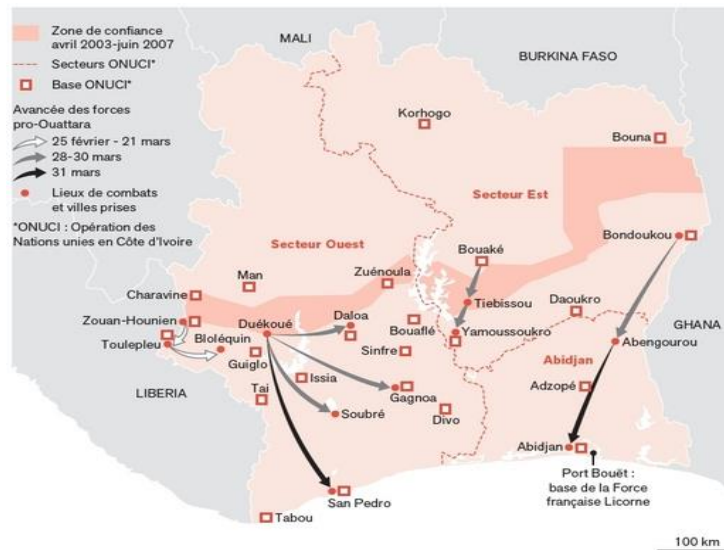 Zone de confiance
avril 2003-juin 2007
Secteurs ONUCI*
Base ONUCI*
Avancée des forces
pro-Ouattara
25 février - 21 mars
28-30 mars
31 mars
Lieux de combats
et villes prises
*ONUCI : Opération des
Nations unies en Côte d'Ivoire
MALI
BURKINA FASO
Korhogo
Bouna
Secteur Est
Secteur Ouest
Bondoukou
Bouaké
Man
Zuénoula
Charavine
Tiebissou
Daoukro
Zouan-Hounien
Duékoué
Daloa
GHANA
Toulepleu
Bloléquin
Bouaflé
Yamoussoukro
Abengourou
Guiglo
Sinfre
Abidjan
LIBERIA
Tai
Issia
Gagnoa
Adzopé
Soubré
Divo
Abidjan
Port Bouët :
base de la Force
française Licorne
San Pedro
Tabou
100 km